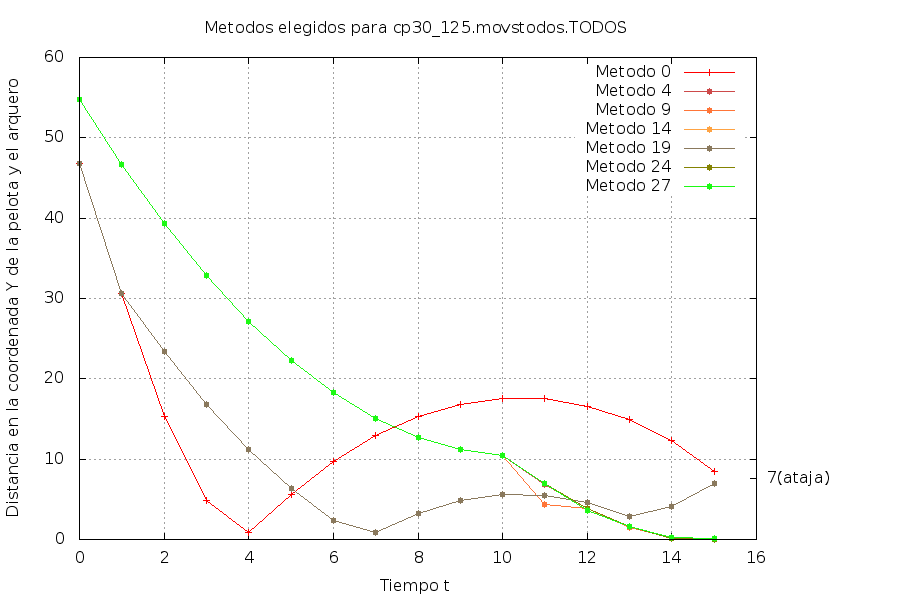 Metodos elegidos para cp30_125.movstodos.TODOS
Distancia en la coordenada Y de la pelota y el arquero
60
50
40
30
20
10
0
Metodo 0
Metodo 4
Metodo 9
Metodo 14
Metodo 19
Metodo 24
Metodo 27
7(ataja)
0 2 4 6 8 10 12 14 16
Tiempo t